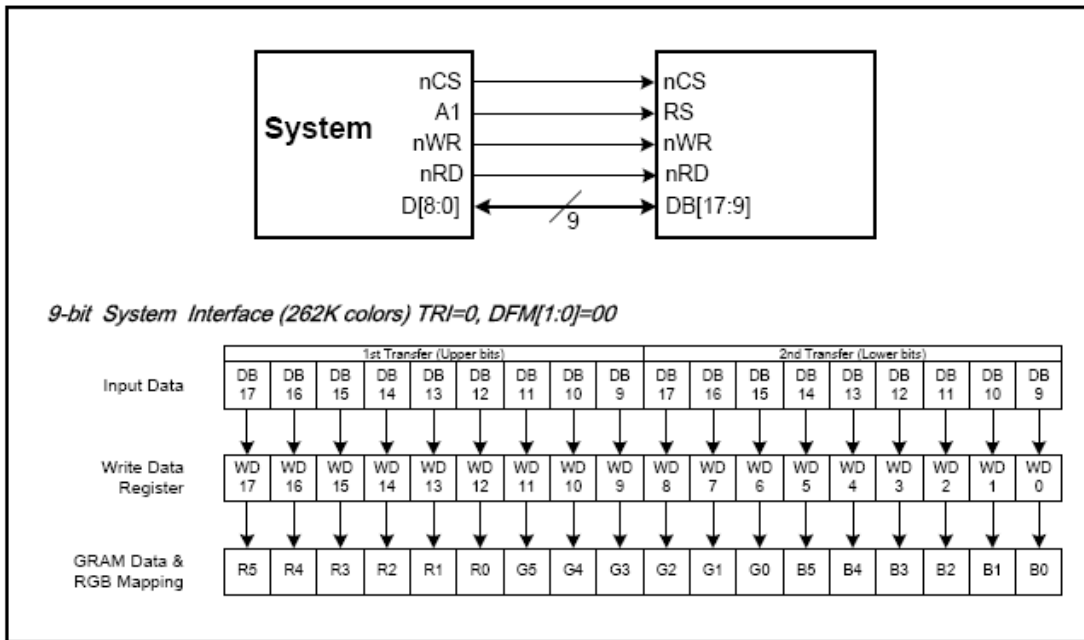 nCS nCS
A1 RS
System
nWR nWR
nRD nRD
D[8:0] 9 DB[17:9]
9-bit System Interface (262K colors) TRI=0, DFM[1:0]=00
1st Transfer (Upper bits) 2nd Transfer (Lower bits)
Input Data
DB DB DB DB DB DB DB DB DB DB DB DB DB DB DB DB DB DB
17 16 15 14 13 12 11 10 9 17 16 15 14 13 12 11 10 9
Write Data
Register
WD WD WD WD WD WD WD WD WD WD WD WD WD WD WD WD WD WD
17 16 15 14 13 12 11 10 9 8 7 6 5 4 3 2 1 0
GRAM Data &
RGB Mapping
R5 R4 R3 R2 R1 R0 G5 G4 G3 G2 G1 G0 B5 B4 B3 B2 B1 B0